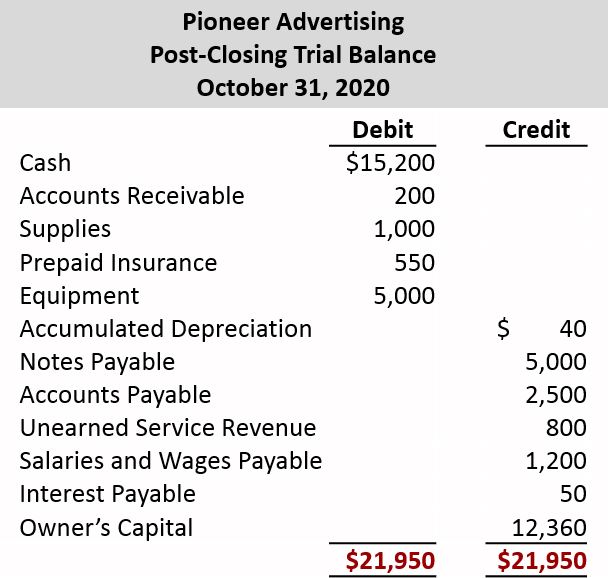 Pioneer Advertising
Post-Closing Trial Balance
October 31, 2020
Debit Credit
Cash $15,200
Accounts Receivable 200
Supplies 1,000
Prepaid Insurance 550
Equipment 5,000
Accumulated Depreciation $ 40
Notes Payable 5,000
Accounts Payable 2,500
Unearned Service Revenue 800
Salaries and Wages Payable 1,200
Interest Payable 50
Owner’s Capital 12,360
$21,950 $21,950